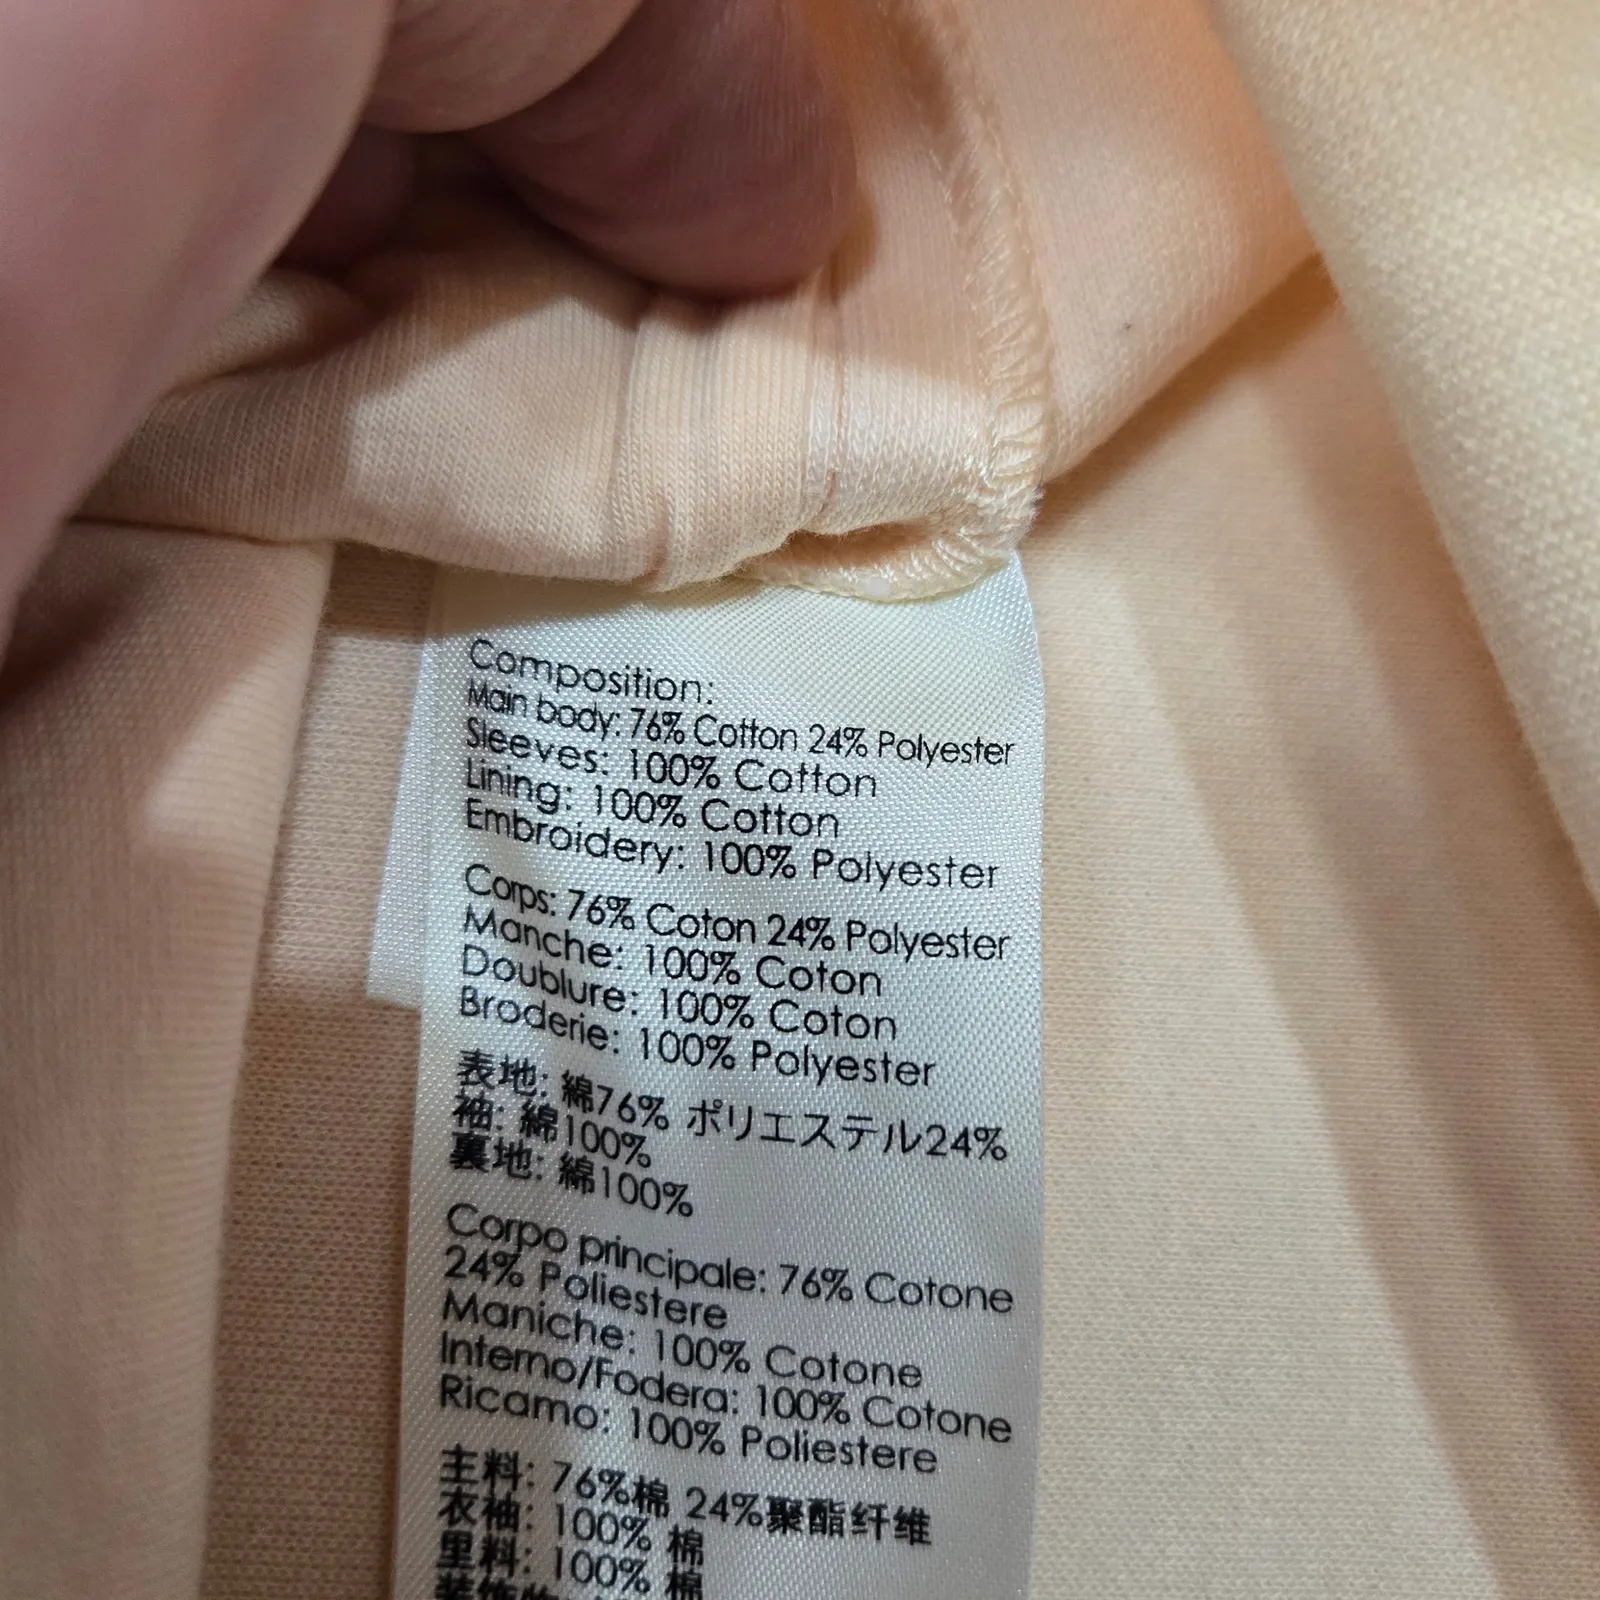 Composition:
Main body: 76% Cotton 24% Polyester
Sleeves: 100% Cotton
Lining: 100% Cotton
Embroidery: 100% Polyester
Corps: 76% Coton 24% Polyester
Manche: 100% Coton
Doublure: 100% Coton
Broderie: 100% Polyester
表地: 綿76% ポリエステル24%
袖: 綿100%
裏地: 綿100%
Corpo principale: 76% Cotone
24% Poliestere
Maniche: 100% Cotone
Interno/Fodera: 100% Cotone
Ricamo: 100% Poliestere
主料: 76%棉 24%聚酯纤维
衣袖: 100% 棉
里料: 100% 棉